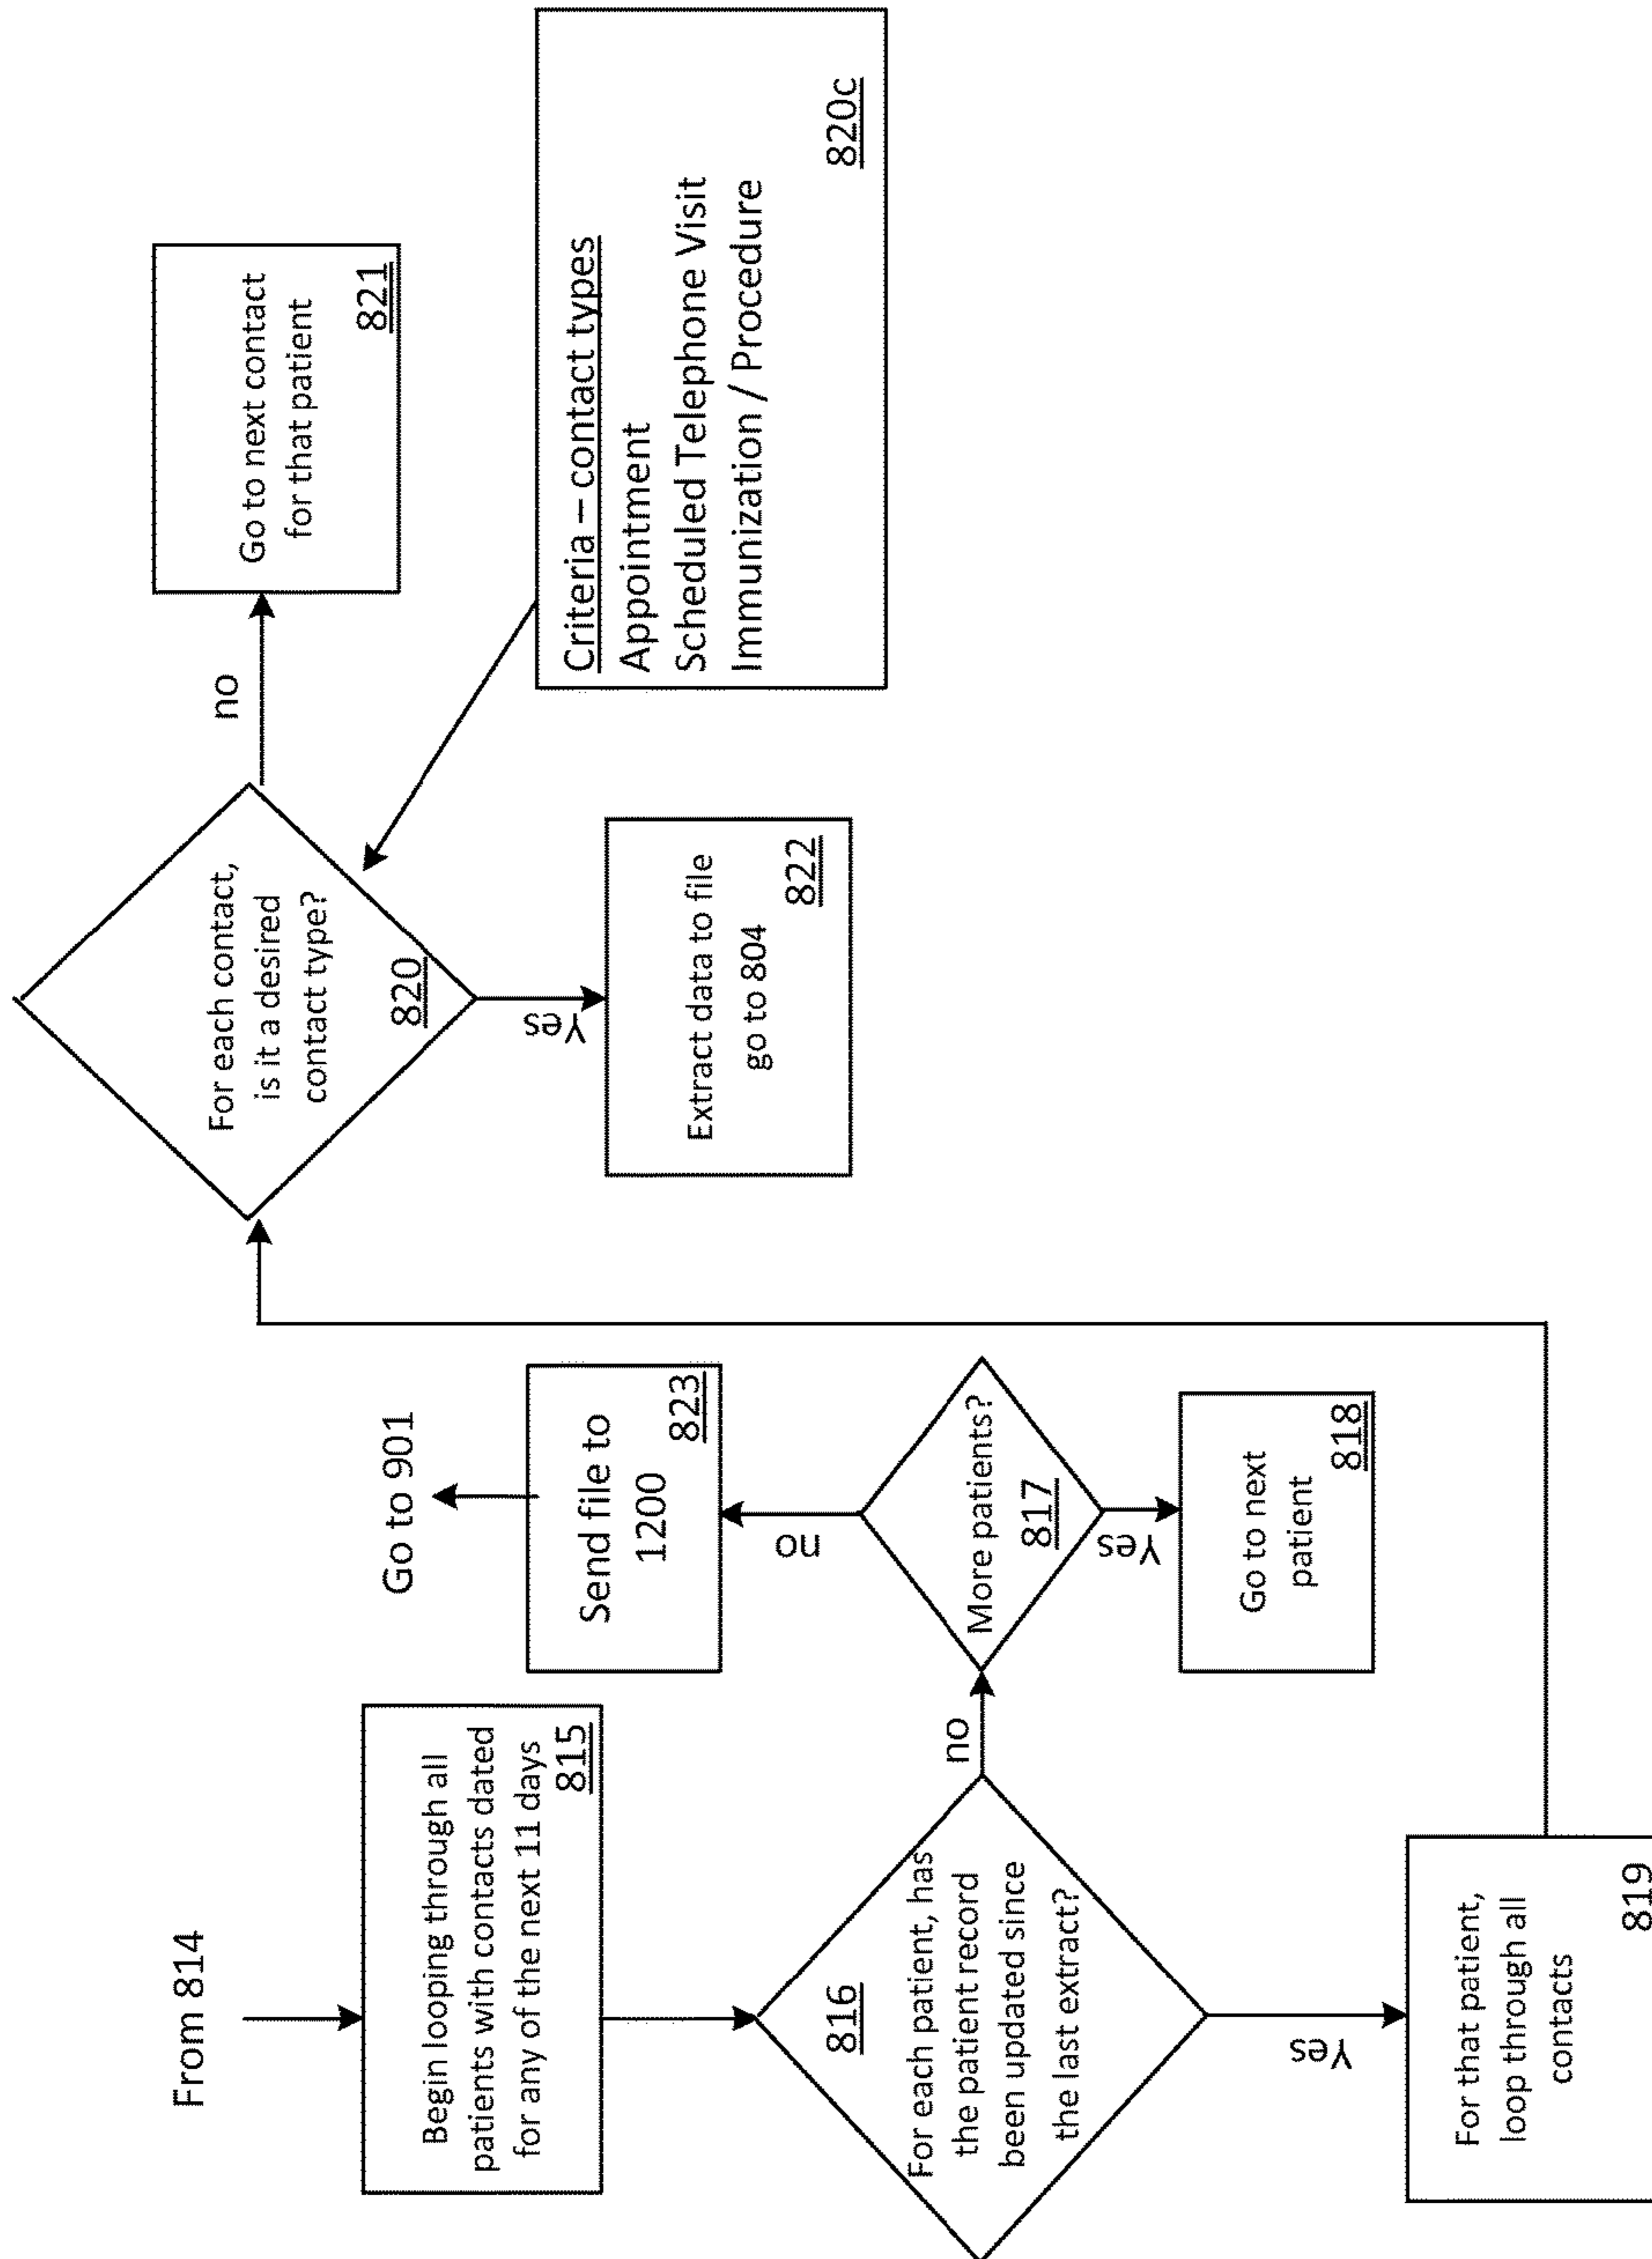 From 814
Begin looping through all
patients with contacts dated
for any of the next 11 days
815
816
For each patient, has
the patient record
been updated since
the last extract?
no
Yes
For that patient,
loop through all
contacts
819
Go to 901
Send file to
1200
823
no
More patients?
817
Yes
Go to next
patient
818
For each contact,
is it a desired
contact type?
820
no
Yes
Extract data to file
go to 804
822
Go to next contact
for that patient
821
Criteria – contact types
Appointment
Scheduled Telephone Visit
Immunization / Procedure
820c